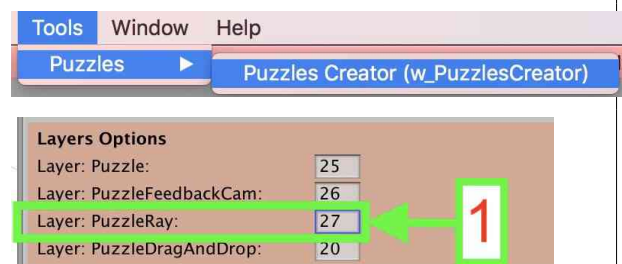 Tools Window Help
Puzzles
Puzzles Creator (w_PuzzlesCreator)
Layers Options
Layer: Puzzle: 25
Layer: PuzzleFeedbackCam: 26
Layer: PuzzleRay: 27
1
Layer: PuzzleDragAndDrop: 20